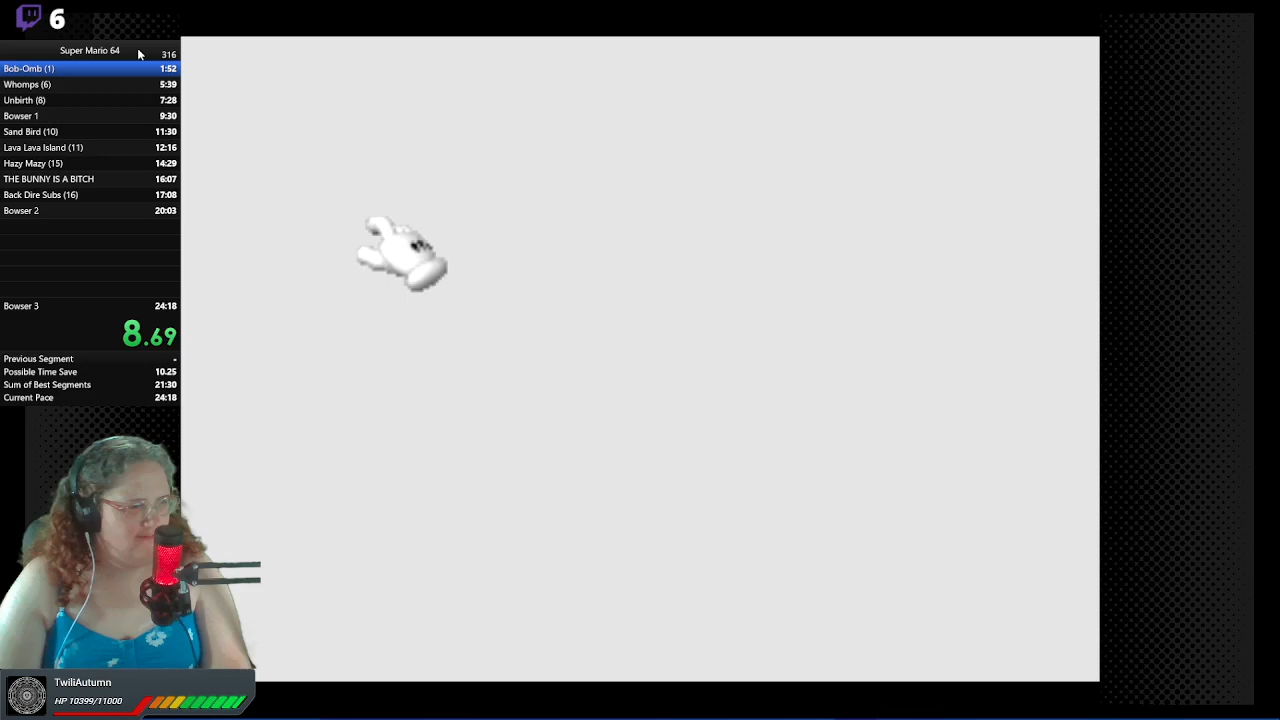 6
Super Mario 64 316
Bob-Omb (1) 1:52
Whomps (6) 5:39
Unbirth (8) 7:28
Bowser 1 9:30
Sand Bird (10) 11:30
Lava Lava Island (11) 12:16
Hazy Mazy (15) 14:29
THE BUNNY IS A BITCH 16:07
Back Dire Subs (16) 17:08
Bowser 2 20:03
Bowser 3 24:18
8.69
Previous Segment -
Possible Time Save 10.25
Sum of Best Segments 21:30
Current Pace 24:18
TwiliAutumn
HP 10399/11000